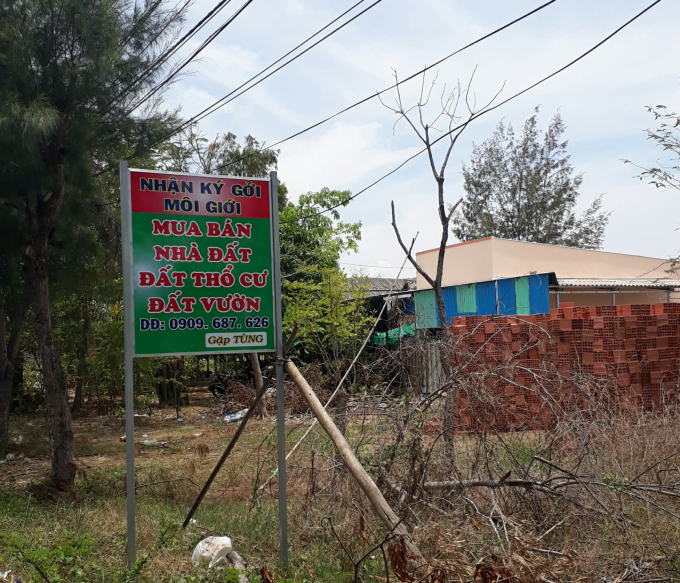 NHẬN KÝ GỞI
MÔI GIỚI
MUA BÁN
NHÀ ĐẤT
ĐẤT THỔ CƯ
ĐẤT VƯỜN
DĐ: 0909. 687. 626
Gặp TÙNG